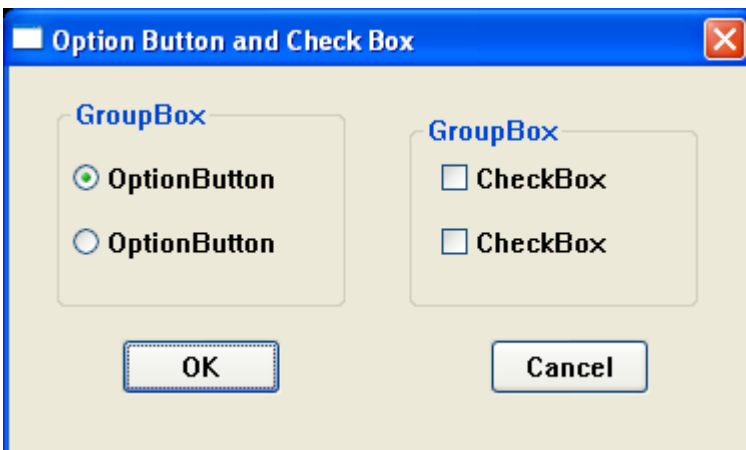 Option Button and Check Box
GroupBox
OptionButton
OptionButton
GroupBox
CheckBox
CheckBox
OK
Cancel